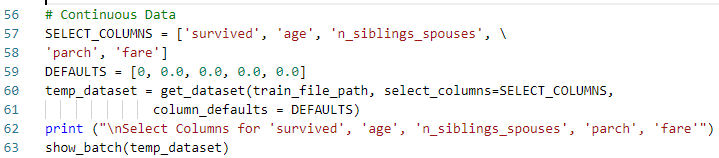 56 # Continuous Data
57 SELECT_COLUMNS = ['survived', 'age', 'n_siblings_spouses', \
58 'parch', 'fare']
59 DEFAULTS = [0, 0.0, 0.0, 0.0, 0.0]
60 temp_dataset = get_dataset(train_file_path, select_columns=SELECT_COLUMNS,
61 column_defaults = DEFAULTS)
62 print ("\nSelect Columns for 'survived', 'age', 'n_siblings_spouses', 'parch', 'fare'")
63 show_batch(temp_dataset)